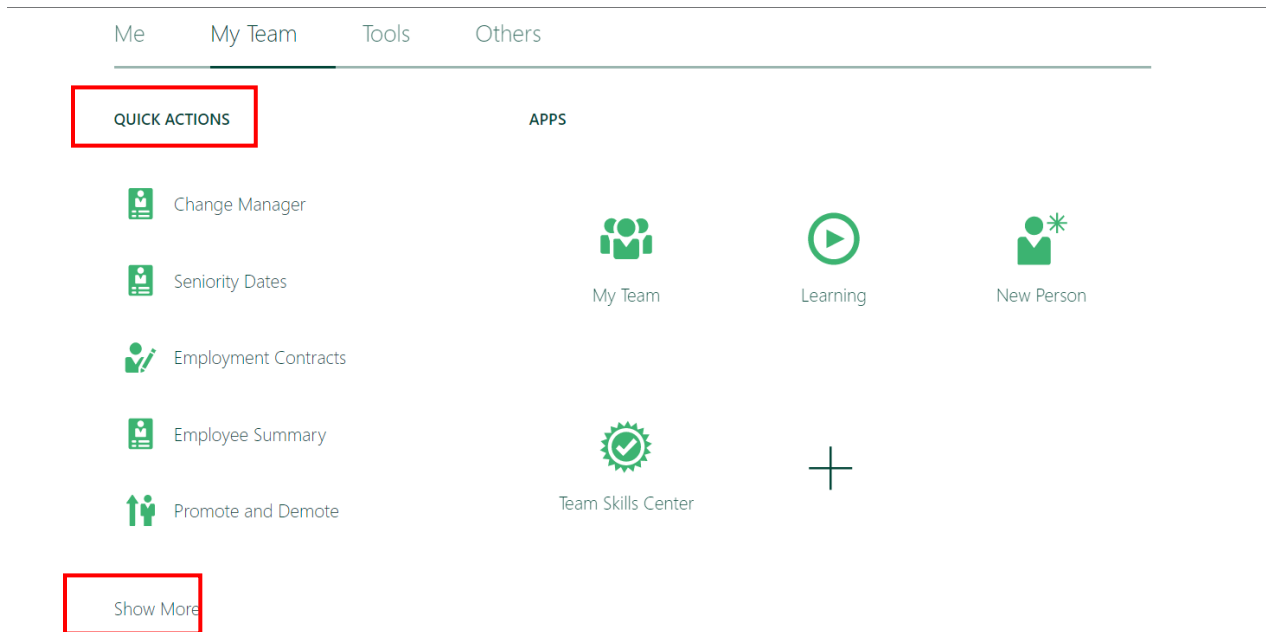 Me My Team Tools Others
QUICK ACTIONS
Change Manager
Seniority Dates
Employment Contracts
Employee Summary
Promote and Demote
Show More
APPS
My Team Learning New Person
Team Skills Center